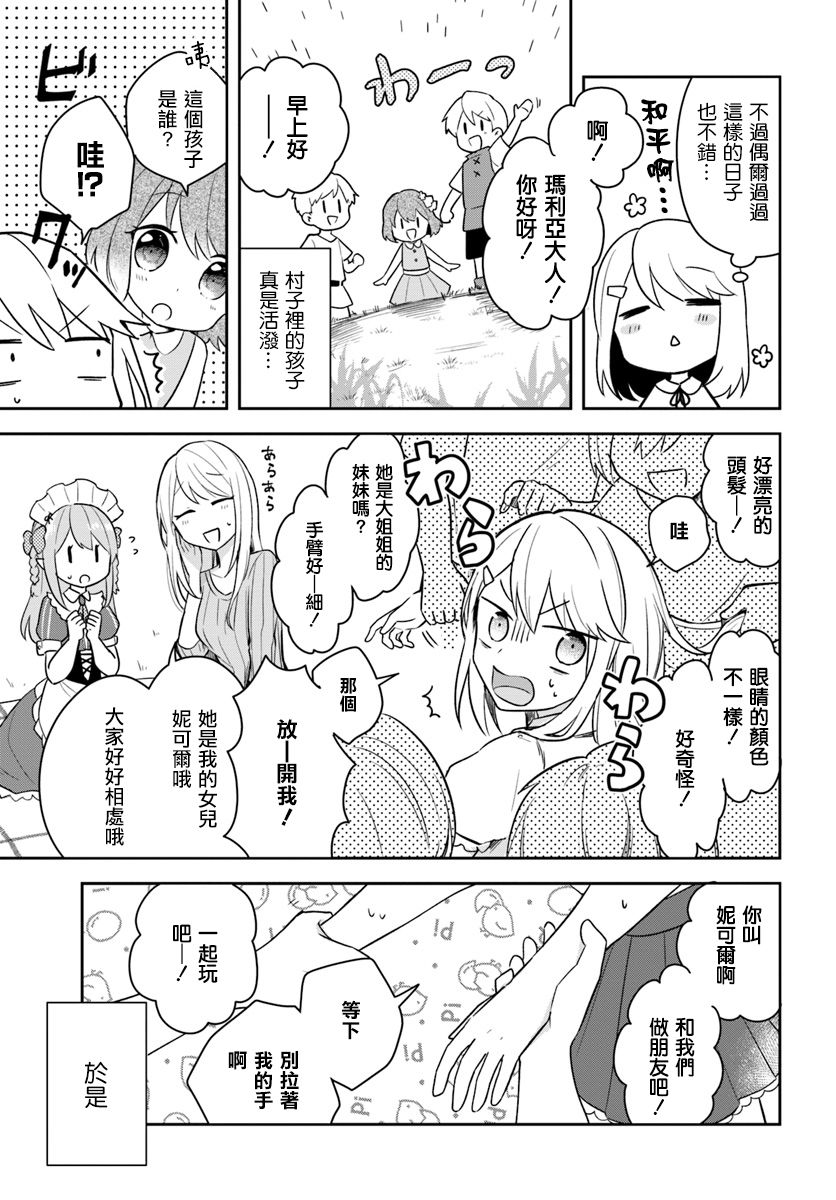 不過偶爾過過
這樣的日子
也不錯…
和平啊…
わーっ
啊！
瑪利亞大人！
你好呀！
早上好
——！
村子裡的孩子
真是活潑…
咦
這個孩子
是誰？
哇!?
ビクッ
好漂亮的
頭髮—！
哇
眼睛的顏色
不一樣！
好奇怪！
わら
わら
她是大姐姐的
妹妹嗎？
手臂好—細！
あらあら
那個
放—開我！
她是我的女兒
妮可爾哦
大家好好相處哦
你叫
妮可爾啊
和我們
做朋友吧！
等下
別拉著
我的手
啊
一起玩
吧—！
Pi
Pi
Pi
於是